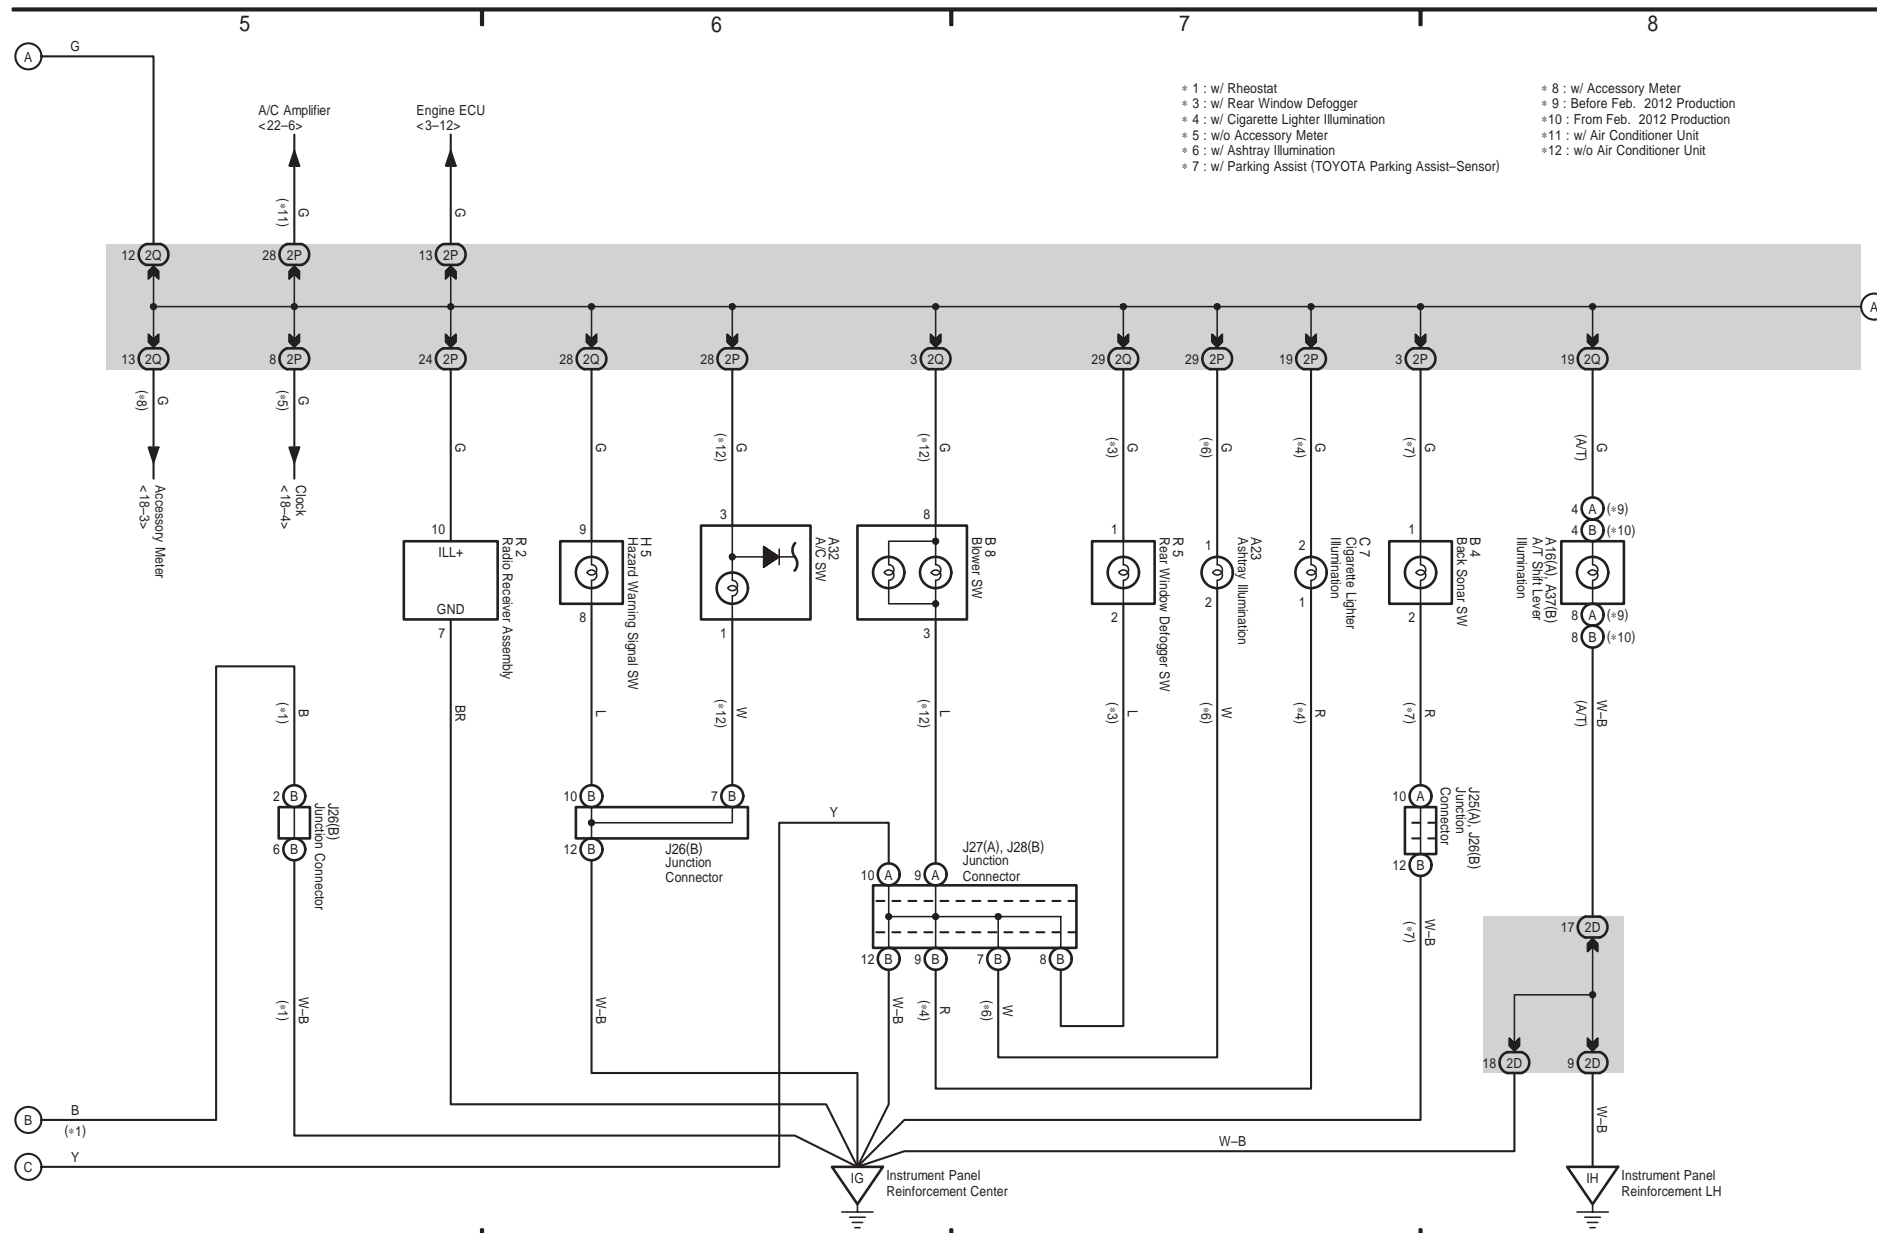 5
6
7
8
A
G
A/C Amplifier
<22–6>
Engine ECU
<3–12>
∗ 1 : w/ Rheostat
∗ 3 : w/ Rear Window Defogger
∗ 4 : w/ Cigarette Lighter Illumination
∗ 5 : w/o Accessory Meter
∗ 6 : w/ Ashtray Illumination
∗ 7 : w/ Parking Assist (TOYOTA Parking Assist–Sensor)
∗ 8 : w/ Accessory Meter
∗ 9 : Before Feb. 2012 Production
∗10 : From Feb. 2012 Production
∗11 : w/ Air Conditioner Unit
∗12 : w/o Air Conditioner Unit
(∗11)
G
G
12 2Q
28 2P
13 2P
A
13 2Q
8 2P
24 2P
28 2Q
28 2P
3 2Q
29 2Q
29 2P
19 2P
3 2P
19 2Q
(∗8)
G
(∗5)
G
G
G
(∗12)
G
(∗12)
G
(∗3)
G
(∗6)
G
(∗4)
G
(∗7)
G
(A/T)
G
Accessory Meter
<18–3>
Clock
<18–4>
10
ILL+
GND
7
R 2
Radio Receiver Assembly
9
8
H 5
Hazard Warning Signal SW
3
1
A32
A/C SW
8
3
B 8
Blower SW
1
2
R 5
Rear Window Defogger SW
1
2
A23
Ashtray Illumination
2
1
C 7
Cigarette Lighter
Illumination
1
2
B 4
Back Sonar SW
4 A (∗9)
4 B (∗10)
8 A (∗9)
8 B (∗10)
A16(A), A37(B)
A/T Shift Lever
Illumination
(∗1)
B
BR
L
(∗12)
W
(∗12)
L
(∗3)
L
(∗6)
W
(∗4)
R
(∗7)
R
(A/T)
W–B
2 B
6 B
J26(B)
Junction Connector
10 B
7 B
12 B
J26(B)
Junction
Connector
Y
J27(A), J28(B)
Junction
Connector
10 A
9 A
12 B
9 B
7 B
8 B
10 A
12 B
J25(A), J26(B)
Junction
Connector
(∗7)
W–B
17 2D
18 2D
9 2D
(∗1)
W–B
W–B
W–B
(∗4)
R
(∗6)
W
W–B
B
B
(∗1)
C
Y
W–B
IG
Instrument Panel
Reinforcement Center
IH
Instrument Panel
Reinforcement LH